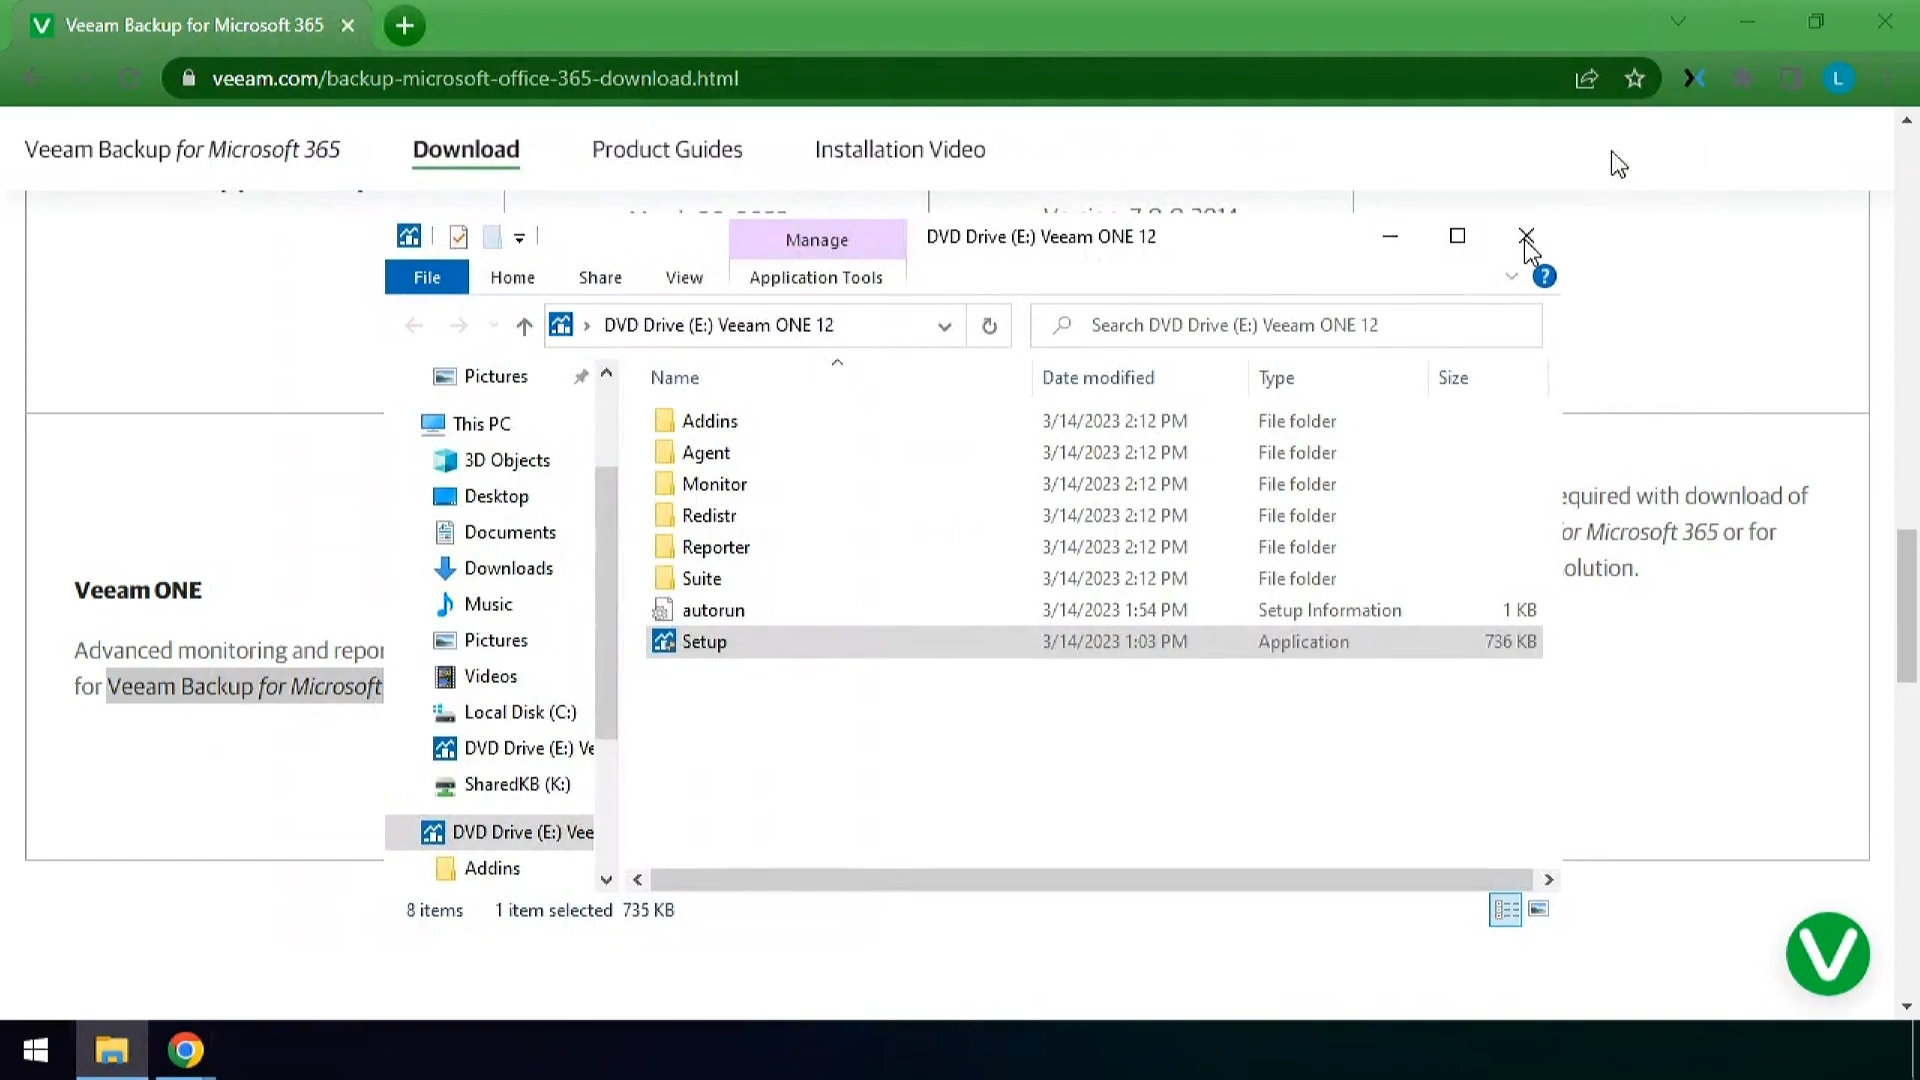 Veeam Backup for Microsoft 365
veeam.com/backup-microsoft-office-365-download.html
L
Veeam Backup for Microsoft 365
Download
Product Guides
Installation Video
Manage
DVD Drive (E:) Veeam ONE 12
File
Home
Share
View
Application Tools
?
DVD Drive (E:) Veeam ONE 12
Search DVD Drive (E:) Veeam ONE 12
Pictures
This PC
3D Objects
Desktop
Documents
Downloads
Music
Pictures
Videos
Local Disk (C:)
DVD Drive (E:) Ve
SharedKB (K:)
DVD Drive (E:) Vee
Addins
Name Date modified Type Size
Addins 3/14/2023 2:12 PM File folder
Agent 3/14/2023 2:12 PM File folder
Monitor 3/14/2023 2:12 PM File folder
Redistr 3/14/2023 2:12 PM File folder
Reporter 3/14/2023 2:12 PM File folder
Suite 3/14/2023 2:12 PM File folder
autorun 3/14/2023 1:54 PM Setup Information 1 KB
Setup 3/14/2023 1:03 PM Application 736 KB
8 items 1 item selected 735 KB
Veeam ONE
Advanced monitoring and repor
for Veeam Backup for Microsoft
equired with download of
for Microsoft 365 or for
olution.
V